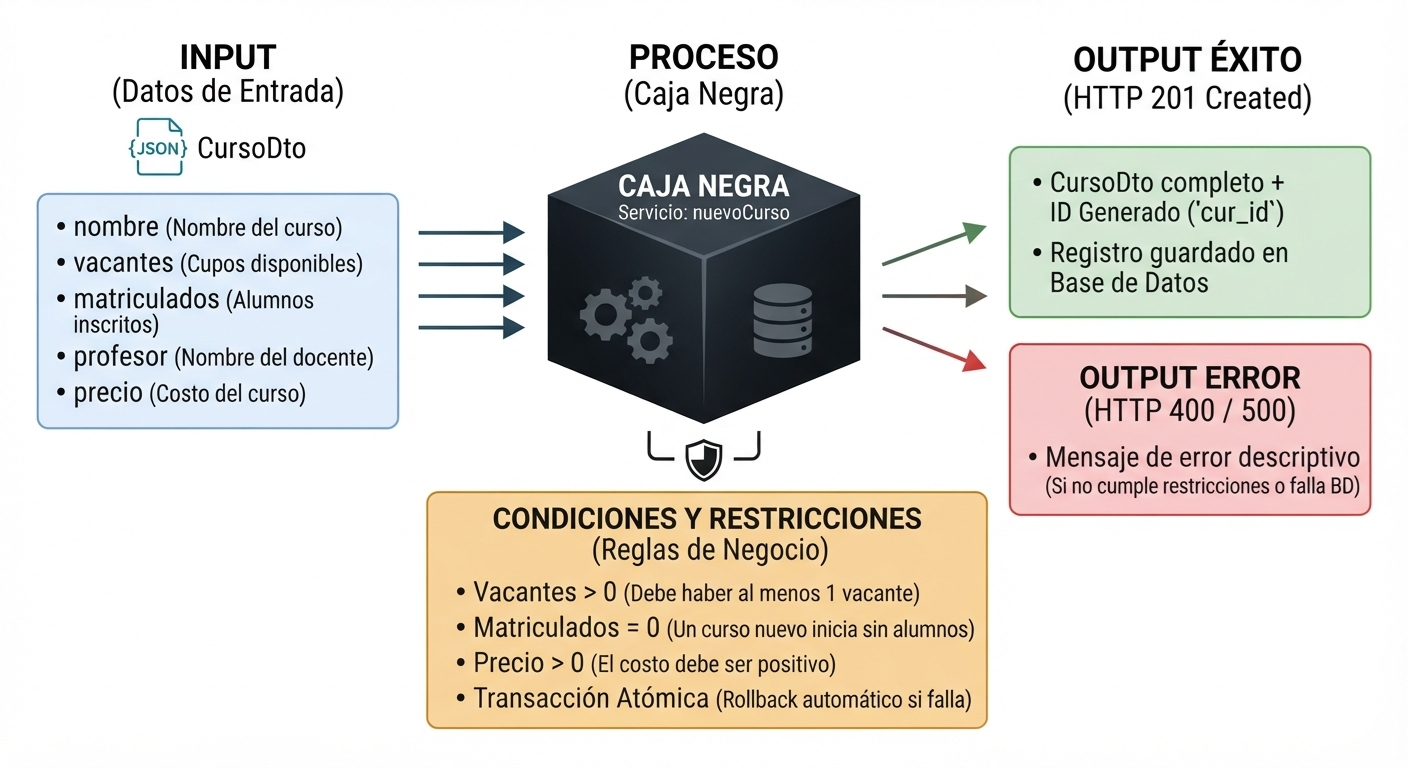 INPUT
(Datos de Entrada)
{JSON} CursoDto
• nombre (Nombre del curso)
• vacantes (Cupos disponibles)
• matriculados (Alumnos
inscritos)
• profesor (Nombre del docente)
• precio (Costo del curso)
PROCESO
(Caja Negra)
CAJA NEGRA
Servicio: nuevoCurso
CONDICIONES Y RESTRICCIONES
(Reglas de Negocio)
• Vacantes > 0 (Debe haber al menos 1 vacante)
• Matriculados = 0 (Un curso nuevo inicia sin alumnos)
• Precio > 0 (El costo debe ser positivo)
• Transacción Atómica (Rollback automático si falla)
OUTPUT ÉXITO
(HTTP 201 Created)
• CursoDto completo +
ID Generado ('cur_id`)
• Registro guardado en
Base de Datos
OUTPUT ERROR
(HTTP 400 / 500)
• Mensaje de error descriptivo
(Si no cumple restricciones o falla BD)